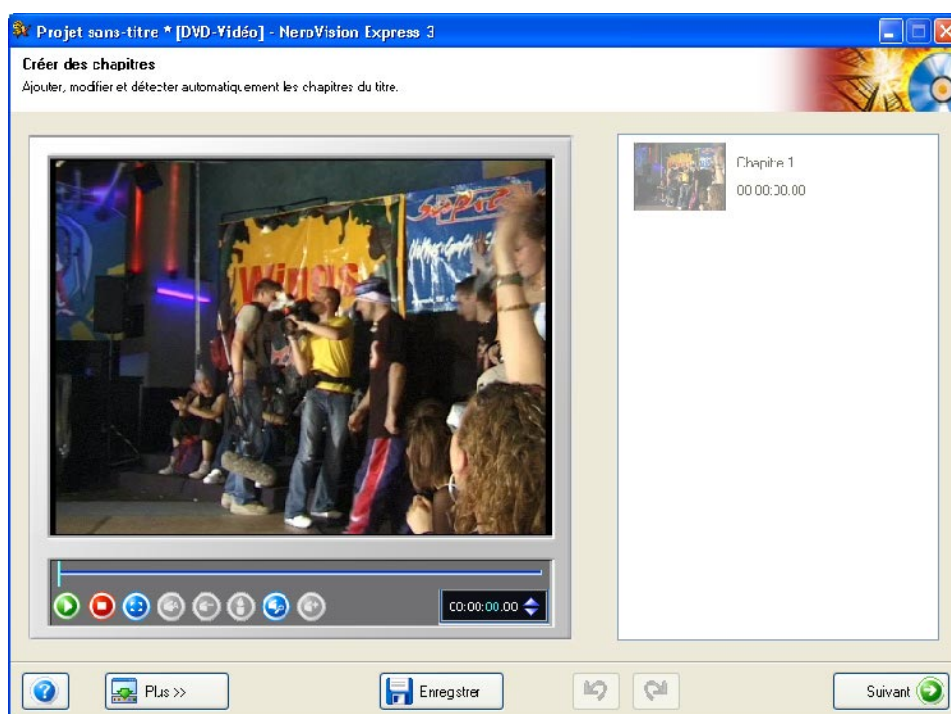 Projet sans-titre * [DVD-Vidéo] - NeroVision Express 3
Créer des chapitres
Ajouter, modifier et détecter automatiquement les chapitres du titre.
Wings
Chapitre 1
00:00:00.00
00:00:00.00
Plus >>
Enregistrer
Suivant